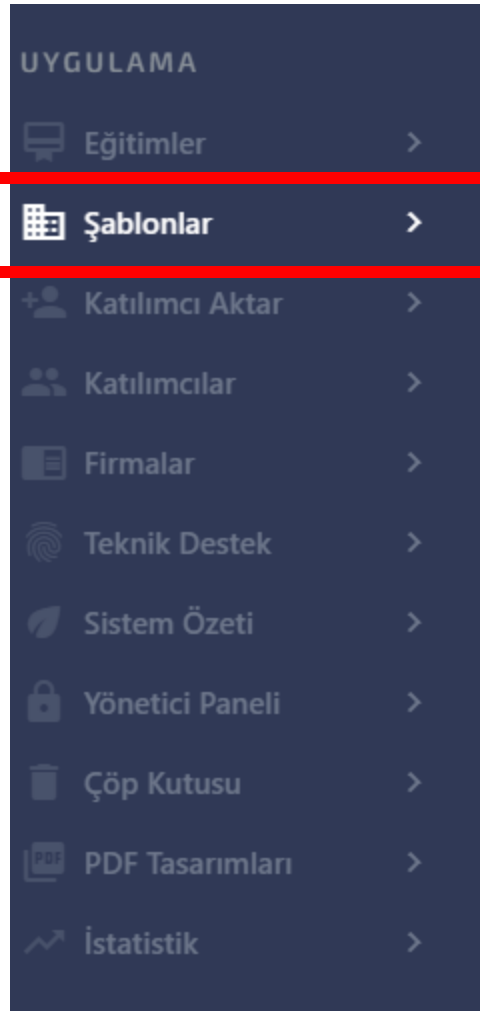 UYGULAMA
Eğitimler
Şablonlar
Katılımcı Aktar
Katılımcılar
Firmalar
Teknik Destek
Sistem Özeti
Yönetici Paneli
Çöp Kutusu
PDF Tasarımları
İstatistik